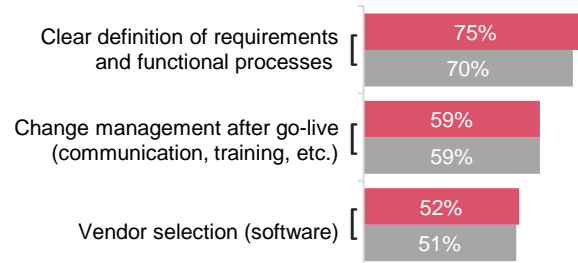 Clear definition of requirements
and functional processes
75%
70%
Change management after go-live
(communication, training, etc.)
59%
59%
Vendor selection (software)
52%
51%